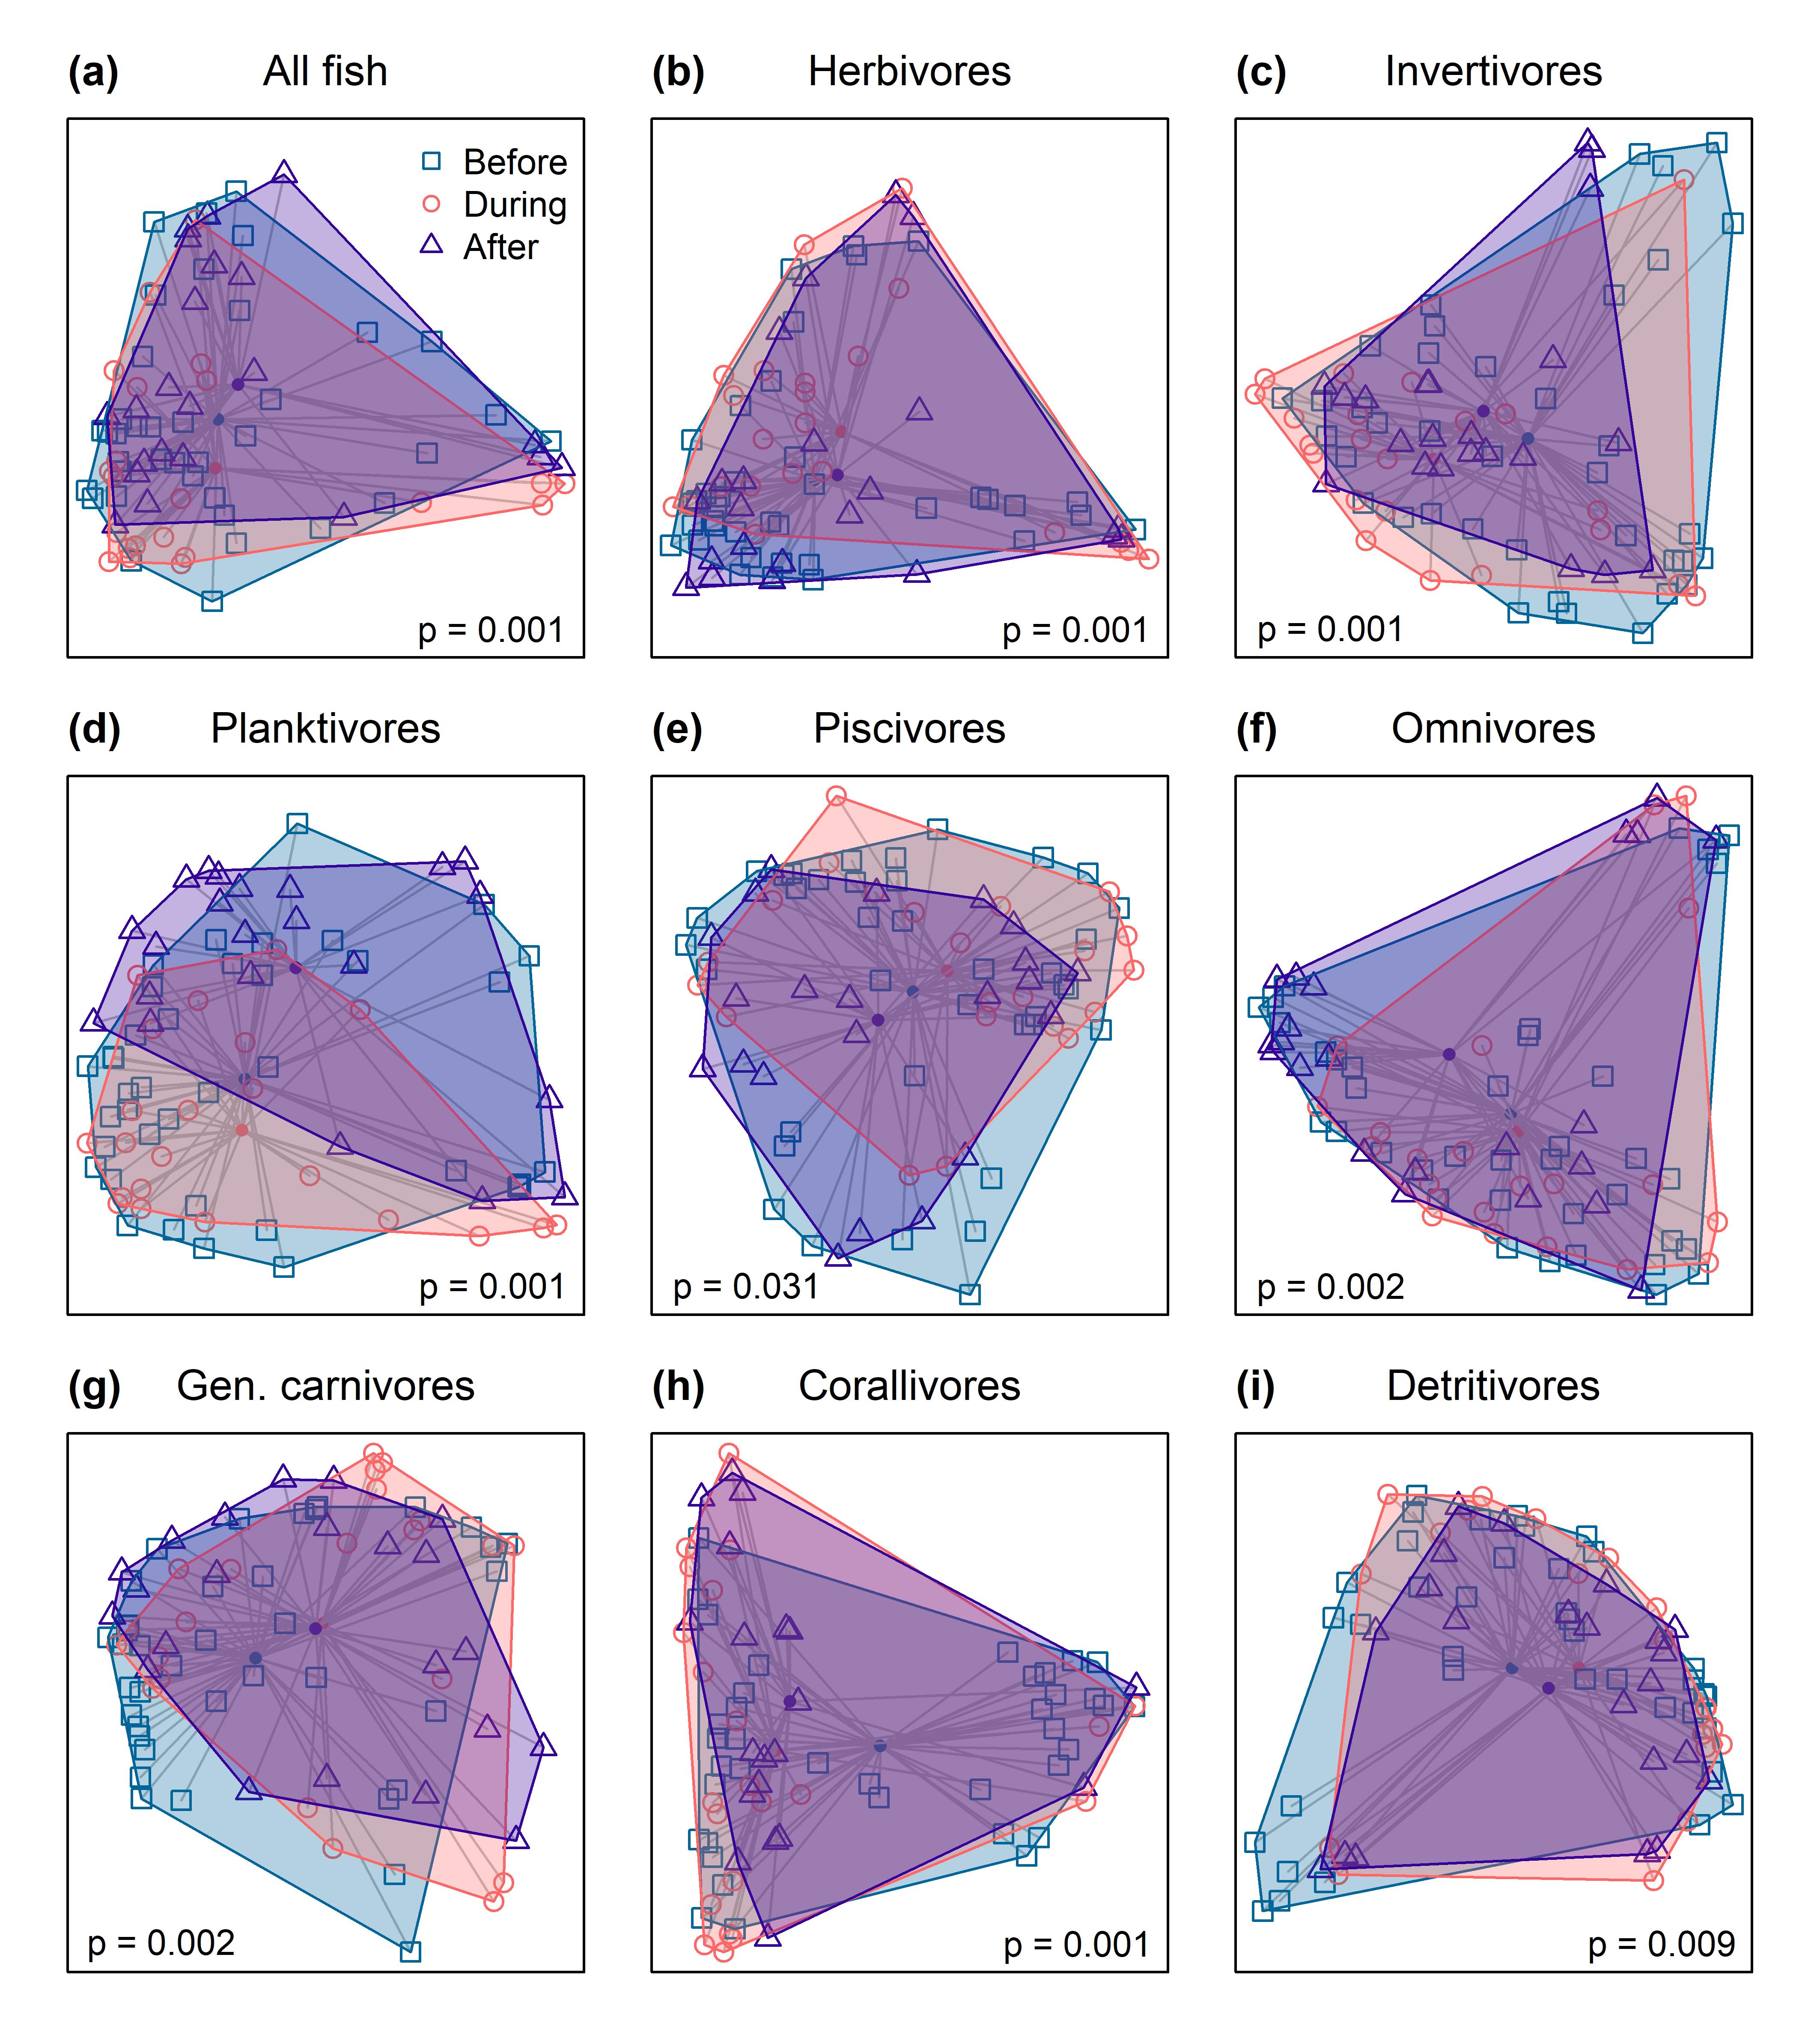 (a) All fish
(b) Herbivores
(c) Invertivores
Before
During
After
p = 0.001
p = 0.001
p = 0.001
(d) Planktivores
(e) Piscivores
(f) Omnivores
p = 0.001
p = 0.031
p = 0.002
(g) Gen. carnivores
(h) Corallivores
(i) Detritivores
p = 0.002
p = 0.001
p = 0.009